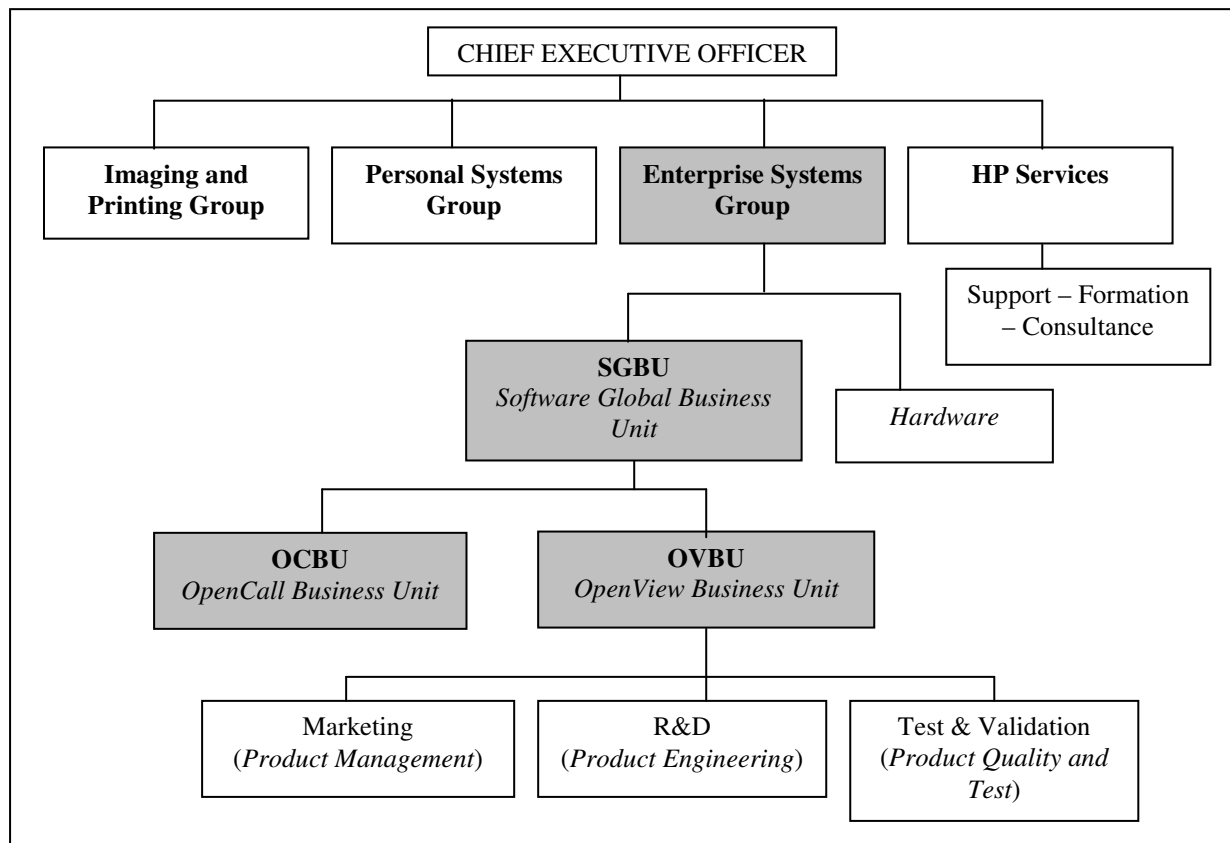 CHIEF EXECUTIVE OFFICER
Imaging and
Printing Group
Personal Systems
Group
Enterprise Systems
Group
HP Services
Support – Formation
– Consultance
SGBU
Software Global Business
Unit
Hardware
OCBU
OpenCall Business Unit
OVBU
OpenView Business Unit
Marketing
(Product Management)
R&D
(Product Engineering)
Test & Validation
(Product Quality and
Test)